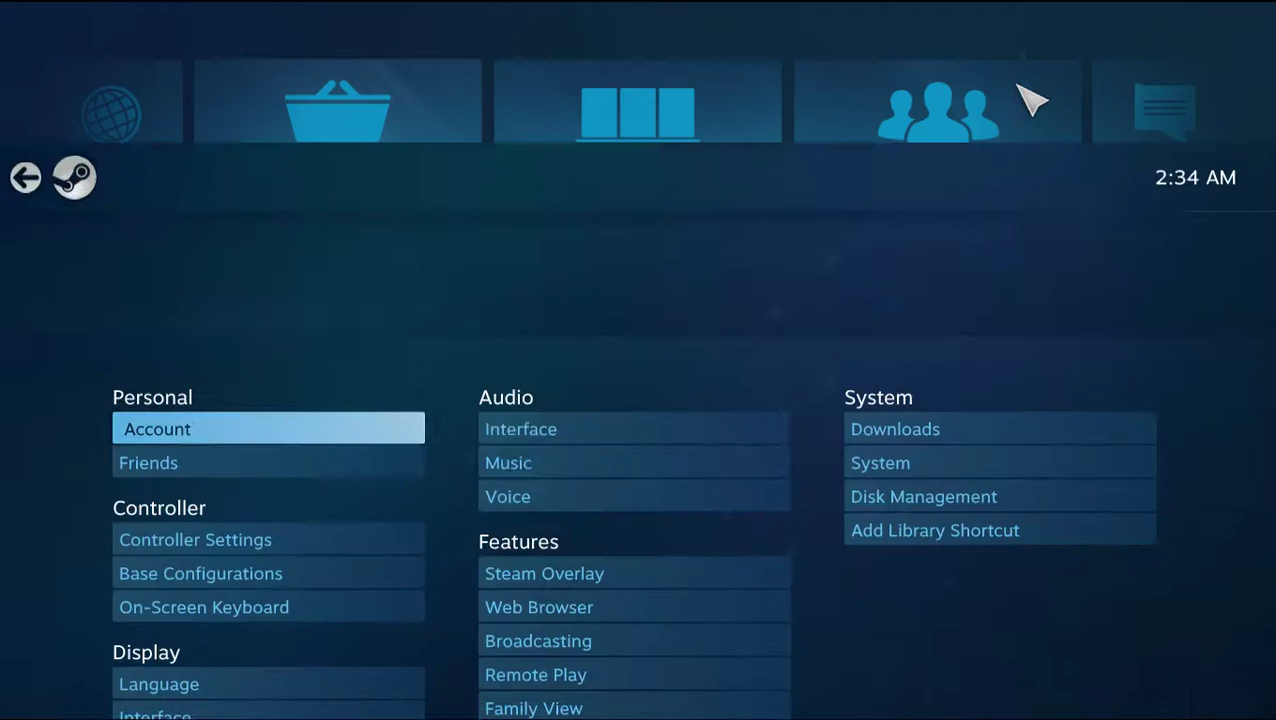 2:34 AM
Personal
Account
Friends
Controller
Controller Settings
Base Configurations
On-Screen Keyboard
Display
Language
Interface
Audio
Interface
Music
Voice
Features
Steam Overlay
Web Browser
Broadcasting
Remote Play
Family View
System
Downloads
System
Disk Management
Add Library Shortcut